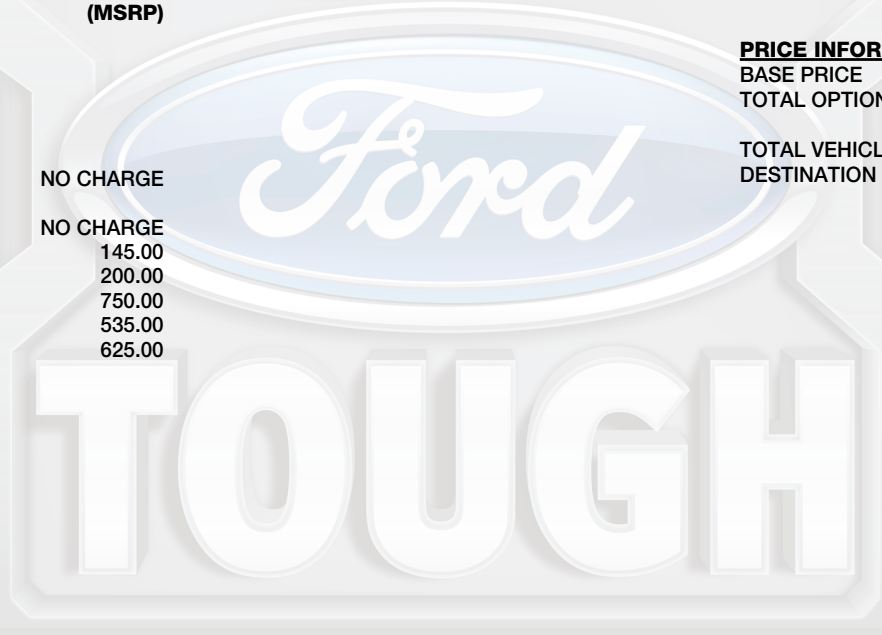 (MSRP)
NO CHARGE
NO CHARGE
145.00
200.00
750.00
535.00
625.00
PRICE INFOR
BASE PRICE
TOTAL OPTION
TOTAL VEHICL
DESTINATION
Ford
TOUGH